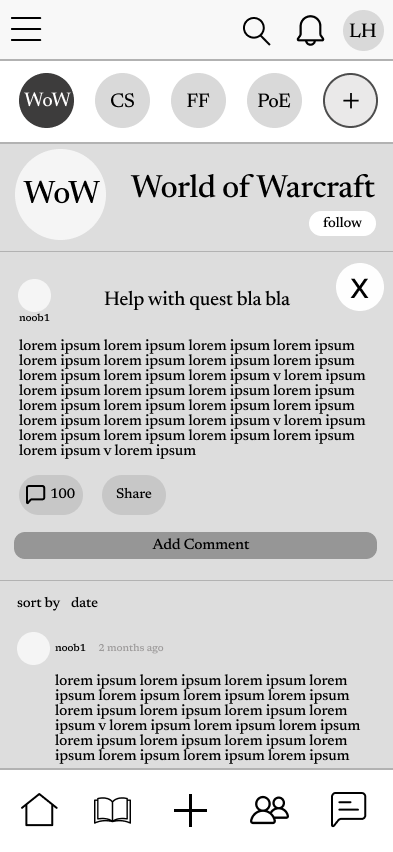 LH
WoW CS FF PoE
WoW World of Warcraft
follow
Help with quest bla bla X
noob1
lorem ipsum lorem ipsum lorem ipsum lorem ipsum
lorem ipsum lorem ipsum lorem ipsum lorem ipsum
lorem ipsum lorem ipsum lorem ipsum v lorem ipsum
lorem ipsum lorem ipsum lorem ipsum lorem ipsum
lorem ipsum lorem ipsum lorem ipsum lorem ipsum
lorem ipsum lorem ipsum lorem ipsum v lorem ipsum
lorem ipsum lorem ipsum lorem ipsum lorem ipsum
lorem ipsum v lorem ipsum
100 Share
Add Comment
sort by date
noob1 2 months ago
lorem ipsum lorem ipsum lorem ipsum lorem
ipsum lorem ipsum lorem ipsum lorem ipsum
lorem ipsum lorem ipsum lorem ipsum lorem
ipsum v lorem ipsum lorem ipsum lorem ipsum
lorem ipsum lorem ipsum lorem ipsum lorem
ipsum lorem ipsum lorem ipsum lorem ipsum